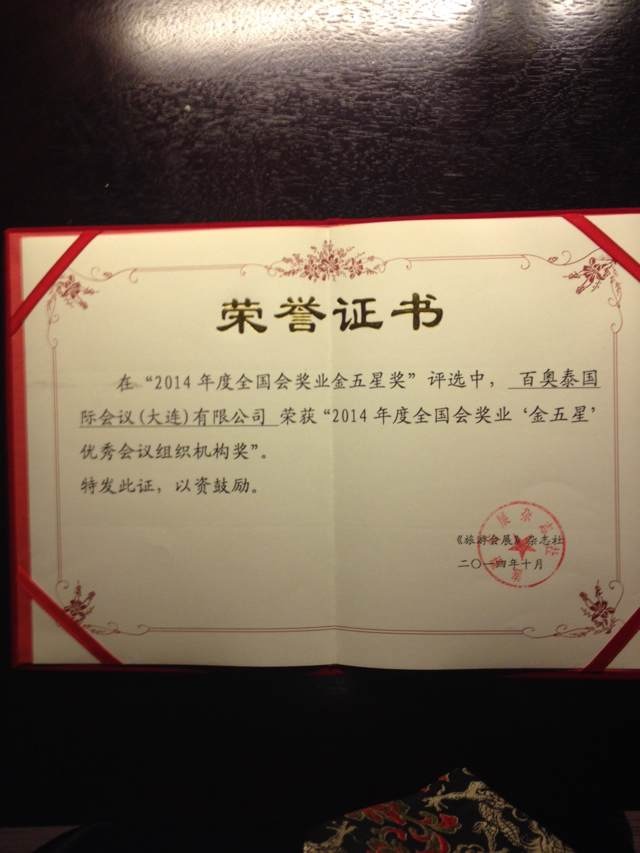 荣誉证书
在“2014年度全国会奖业金五星奖”评选中，百奥泰国
际会议(大连)有限公司 荣获“2014年度全国会奖业‘金五星’
优秀会议组织机构奖”。
特发此证，以资鼓励。
《旅游会展》杂志社
二〇一四年十月